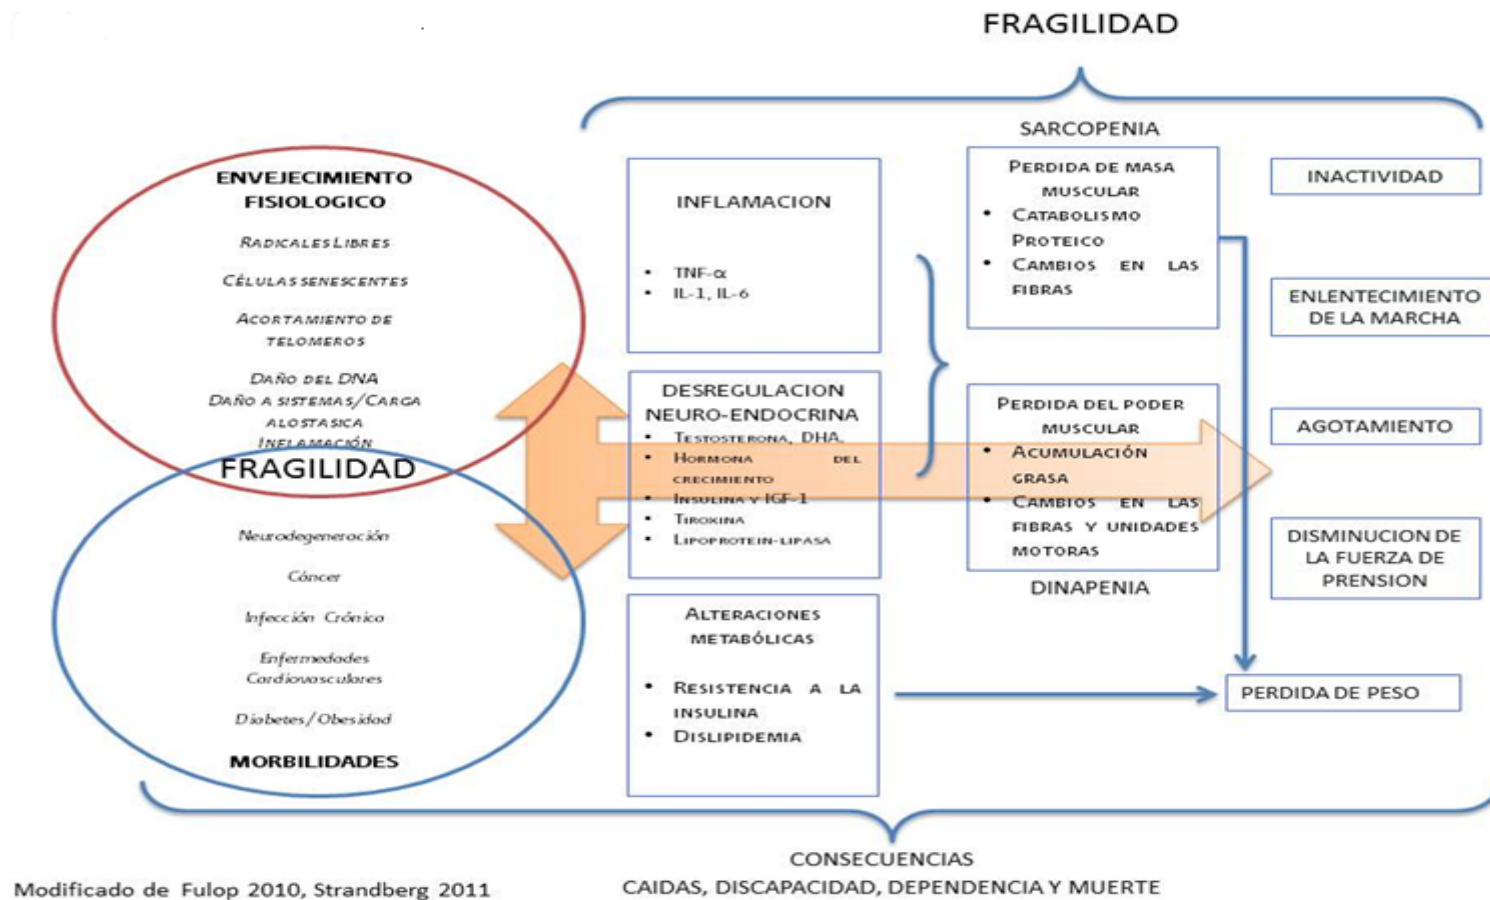 FRAGILIDAD
ENVEJECIMIENTO
FISIOLOGICO
RADICALES LIBRES
CÉLULAS SENESCENTES
ACORTAMIENTO DE
TELOMEROS
DAÑO DEL DNA
DAÑO A SISTEMAS/CARGA
ALOSTASICA
INFLAMACIÓN
FRAGILIDAD
Neurodegeneración
Cáncer
Infección Crónica
Enfermedades
Cardiovasculares
Diabetes/Obesidad
MORBILIDADES
INFLAMACION
• TNF-α
• IL-1, IL-6
DESREGULACION
NEURO-ENDOCRINA
• TESTOSTERONA, DHA,
• HORMONA DEL
CRECIMIENTO
• INSULINA Y IGF-1
• TIROXINA
• LIPOPROTEIN-LIPASA
ALTERACIONES
METABÓLICAS
• RESISTENCIA A LA
INSULINA
• DISLIPIDEMIA
SARCOPENIA
PERDIDA DE MASA
MUSCULAR
• CATABOLISMO
PROTEICO
• CAMBIOS EN LAS
FIBRAS
PERDIDA DEL PODER
MUSCULAR
• ACUMULACIÓN
GRASA
• CAMBIOS EN LAS
FIBRAS Y UNIDADES
MOTORAS
DINAPENIA
INACTIVIDAD
ENLENTECIMIENTO
DE LA MARCHA
AGOTAMIENTO
DISMINUCION DE
LA FUERZA DE
PRENSION
PERDIDA DE PESO
CONSECUENCIAS
CAIDAS, DISCAPACIDAD, DEPENDENCIA Y MUERTE
Modificado de Fulop 2010, Strandberg 2011